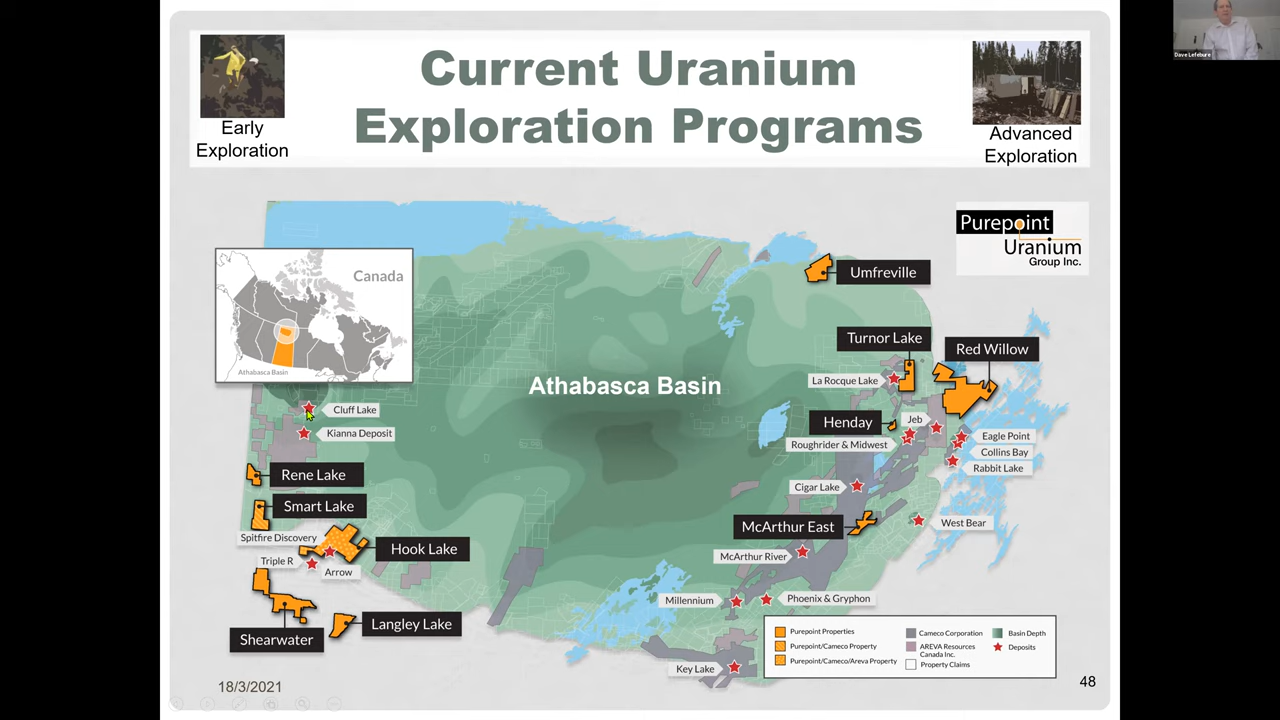 Dave Lefebure
Current Uranium
Exploration Programs
Early
Exploration
Advanced
Exploration
Purepoint
Uranium
Group Inc.
Canada
Athabasca Basin
Umfreville
Turnor Lake
Red Willow
La Rocque Lake
Athabasca Basin
Cluff Lake
Kianna Deposit
Henday
Jeb
Roughrider & Midwest
Eagle Point
Collins Bay
Rabbit Lake
Rene Lake
Cigar Lake
Smart Lake
McArthur East
West Bear
Spitfire Discovery
Hook Lake
Triple R
Arrow
McArthur River
Millennium
Phoenix & Gryphon
Langley Lake
Shearwater
Key Lake
Purepoint Properties
Purepoint/Cameco Property
Purepoint/Cameco/Areva Property
Cameco Corporation
AREVA Resources
Canada Inc.
Property Claims
Basin Depth
Deposits
18/3/2021
48